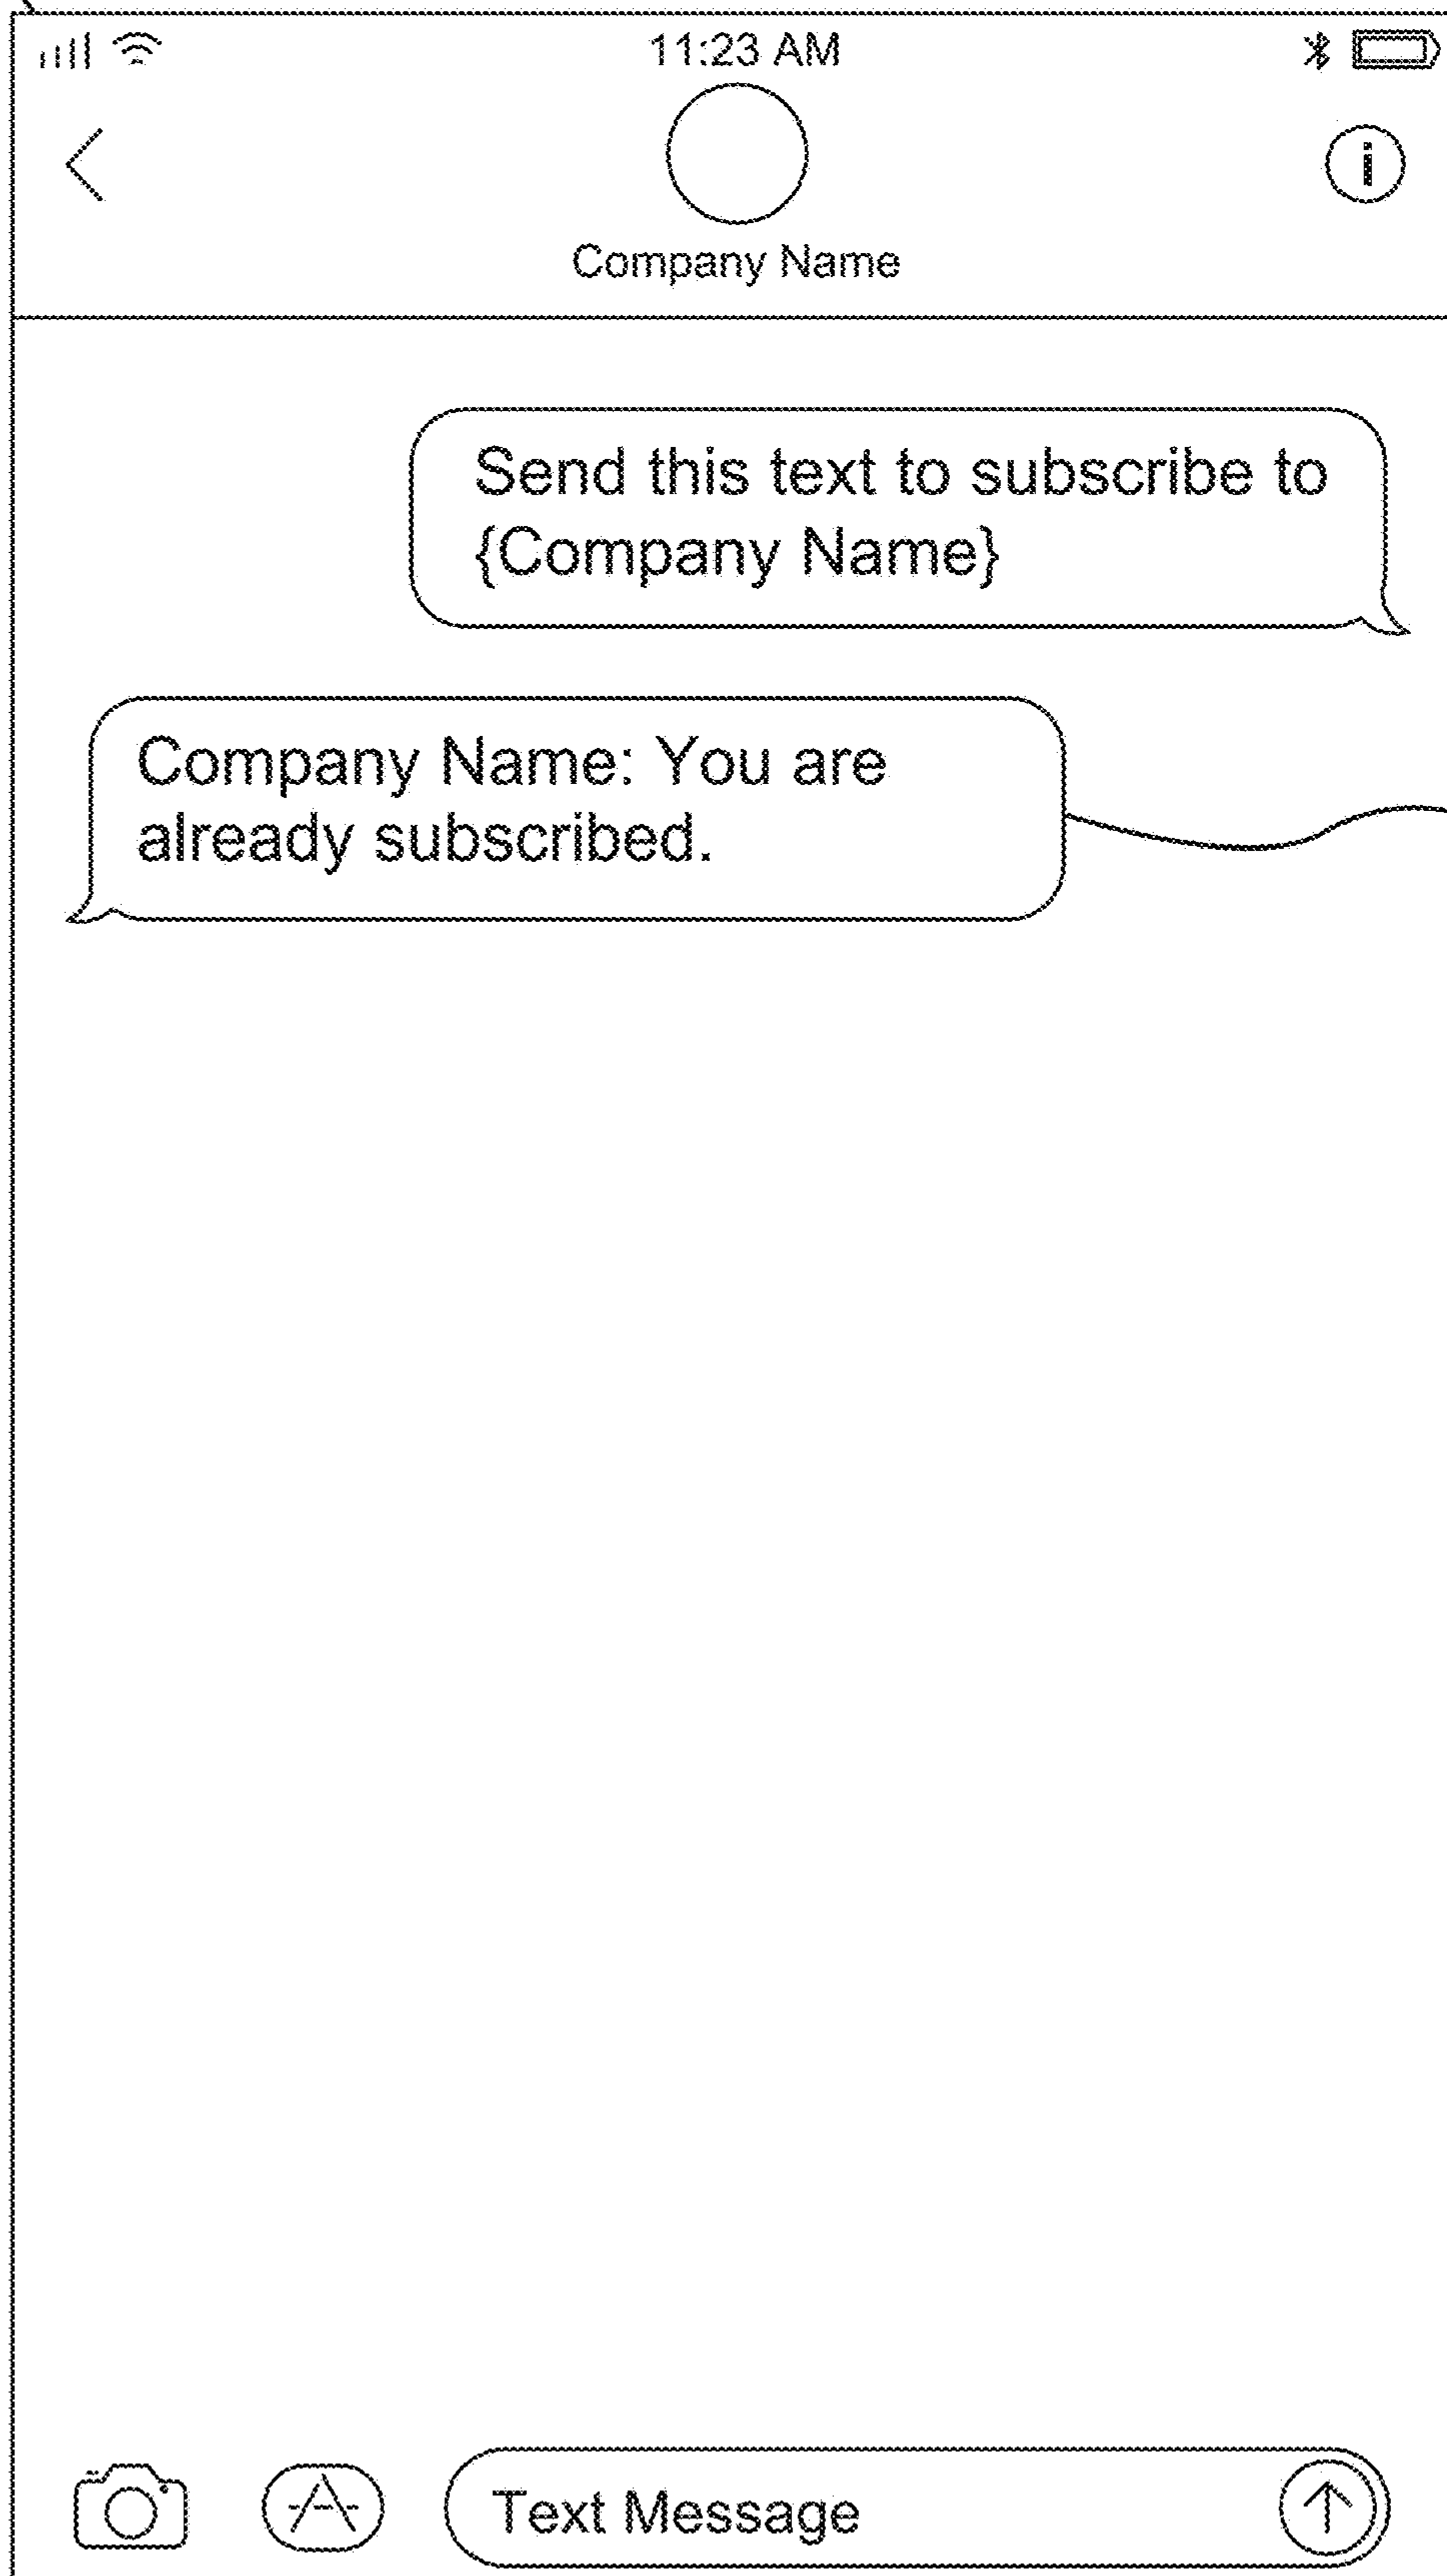 11:23 AM
i
Company Name
Send this text to subscribe to
{Company Name}
Company Name: You are
already subscribed.
Text Message